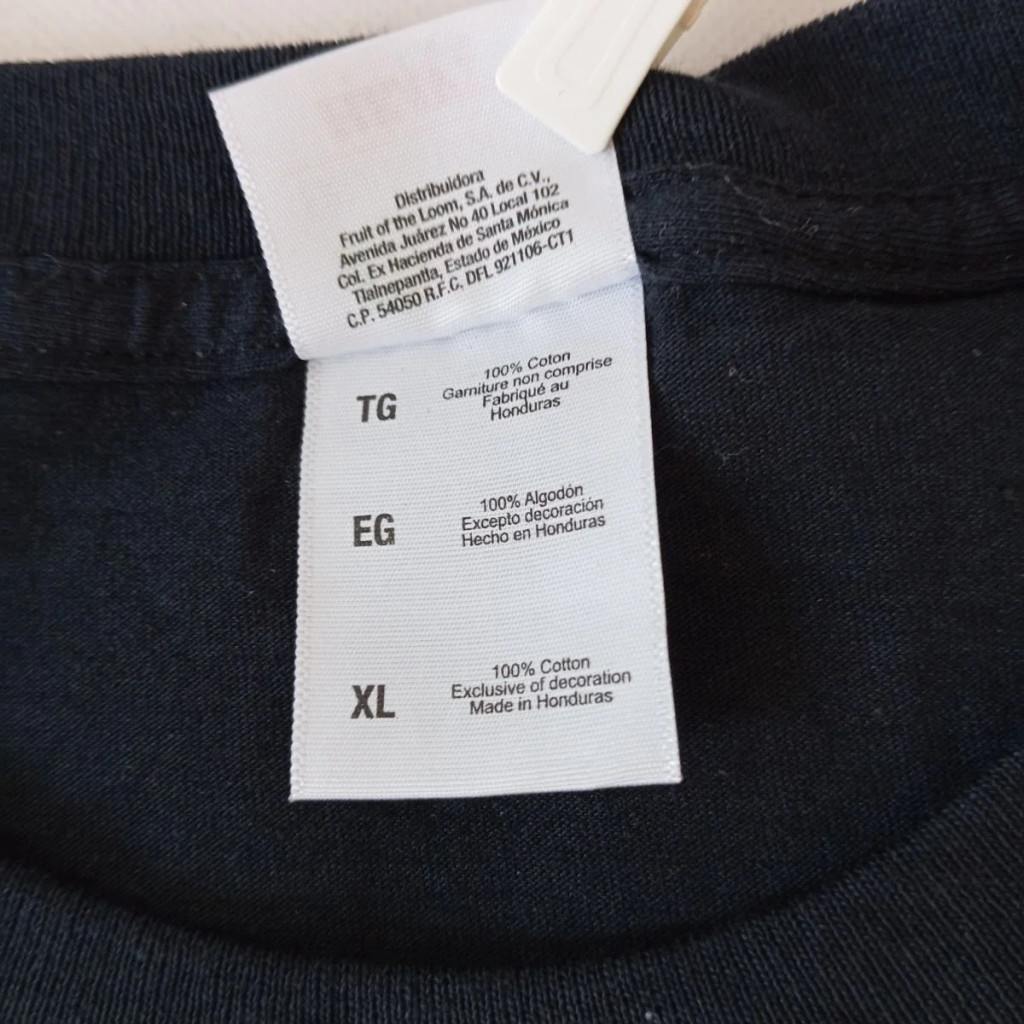 Distribuidora
Fruit of the Loom, S.A. de C.V.,
Avenida Juárez No 40 Local 102
Col. Ex Hacienda de Santa Mónica
Tlalnepantla, Estado de México
C.P. 54050 R.F.C. DFL 921106-CT1
TG
100% Coton
Garniture non comprise
Fabriqué au
Honduras
EG
100% Algodón
Excepto decoración
Hecho en Honduras
XL
100% Cotton
Exclusive of decoration
Made in Honduras